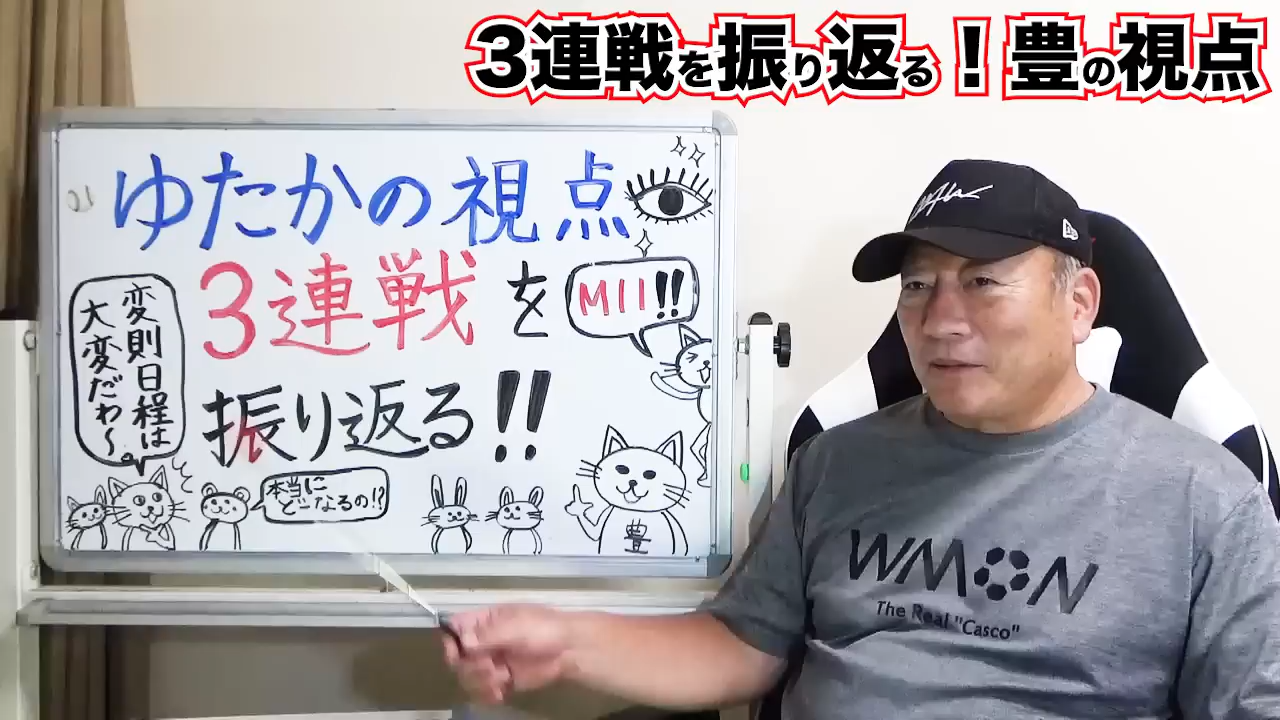 3連戦を振り返る！豊の視点
ゆたかの視点
3連戦を
M11!!
振り返る!!
変則日程は
大変だわ〜
本当に
どーなるの!?
豊
WMON
The Real "Casco"